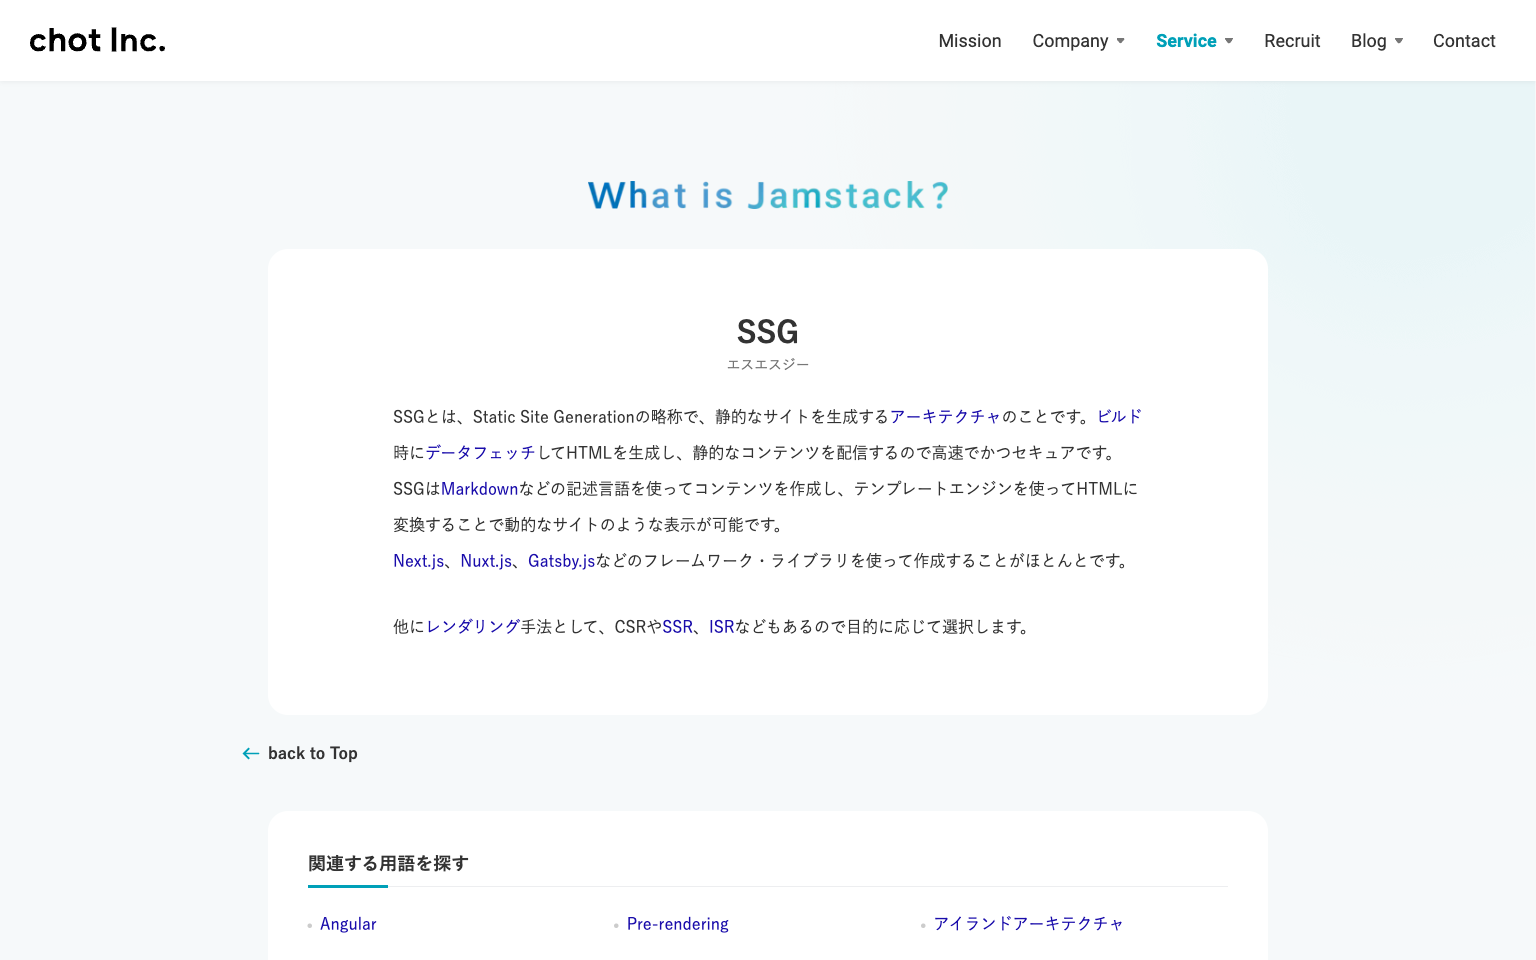 chot Inc.
Mission Company Service Recruit Blog Contact
What is Jamstack?
SSG
エスエスジー
SSGとは、Static Site Generationの略称で、静的なサイトを生成するアーキテクチャのことです。ビルド
時にデータフェッチしてHTMLを生成し、静的なコンテンツを配信するので高速でかつセキュアです。
SSGはMarkdownなどの記述言語を使ってコンテンツを作成し、テンプレートエンジンを使ってHTMLに
変換することで動的なサイトのような表示が可能です。
Next.js、Nuxt.js、Gatsby.jsなどのフレームワーク・ライブラリを使って作成することがほとんとです。
他にレンダリング手法として、CSRやSSR、ISRなどもあるので目的に応じて選択します。
back to Top
関連する用語を探す
Angular
Pre-rendering
アイランドアーキテクチャ